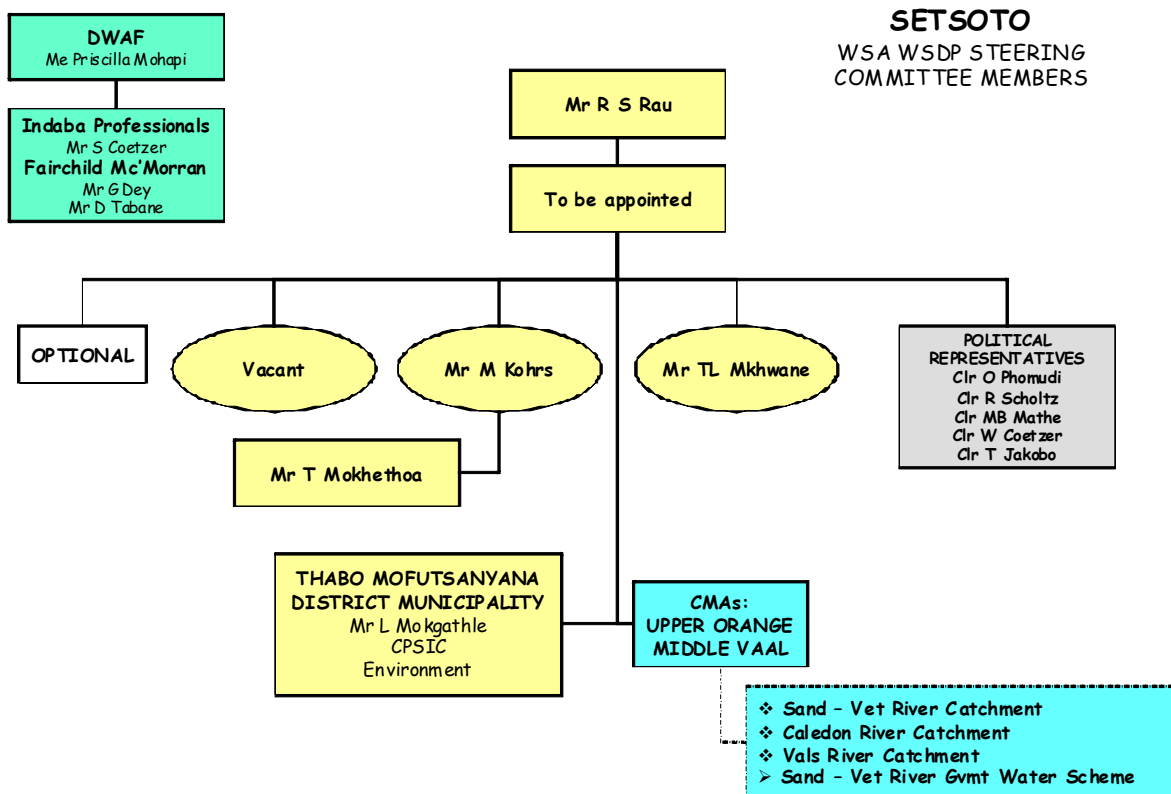 SETSOTO
WSA WSDP STEERING
COMMITTEE MEMBERS
DWAF
Me Priscilla Mohapi
Indaba Professionals
Mr S Coetzer
Fairchild Mc'Morran
Mr G Dey
Mr D Tabane
Mr R S Rau
To be appointed
OPTIONAL
Vacant
Mr M Kohrs
Mr TL Mkhwane
POLITICAL
REPRESENTATIVES
Clr O Phomudi
Clr R Scholtz
Clr MB Mathe
Clr W Coetzer
Clr T Jakobo
Mr T Mokhethoa
THABO MOFUTSANYANA
DISTRICT MUNICIPALITY
Mr L Mokgathle
CPSIC
Environment
CMAs:
UPPER ORANGE
MIDDLE VAAL
❖ Sand – Vet River Catchment
❖ Caledon River Catchment
❖ Vals River Catchment
➢ Sand – Vet River Gvmt Water Scheme